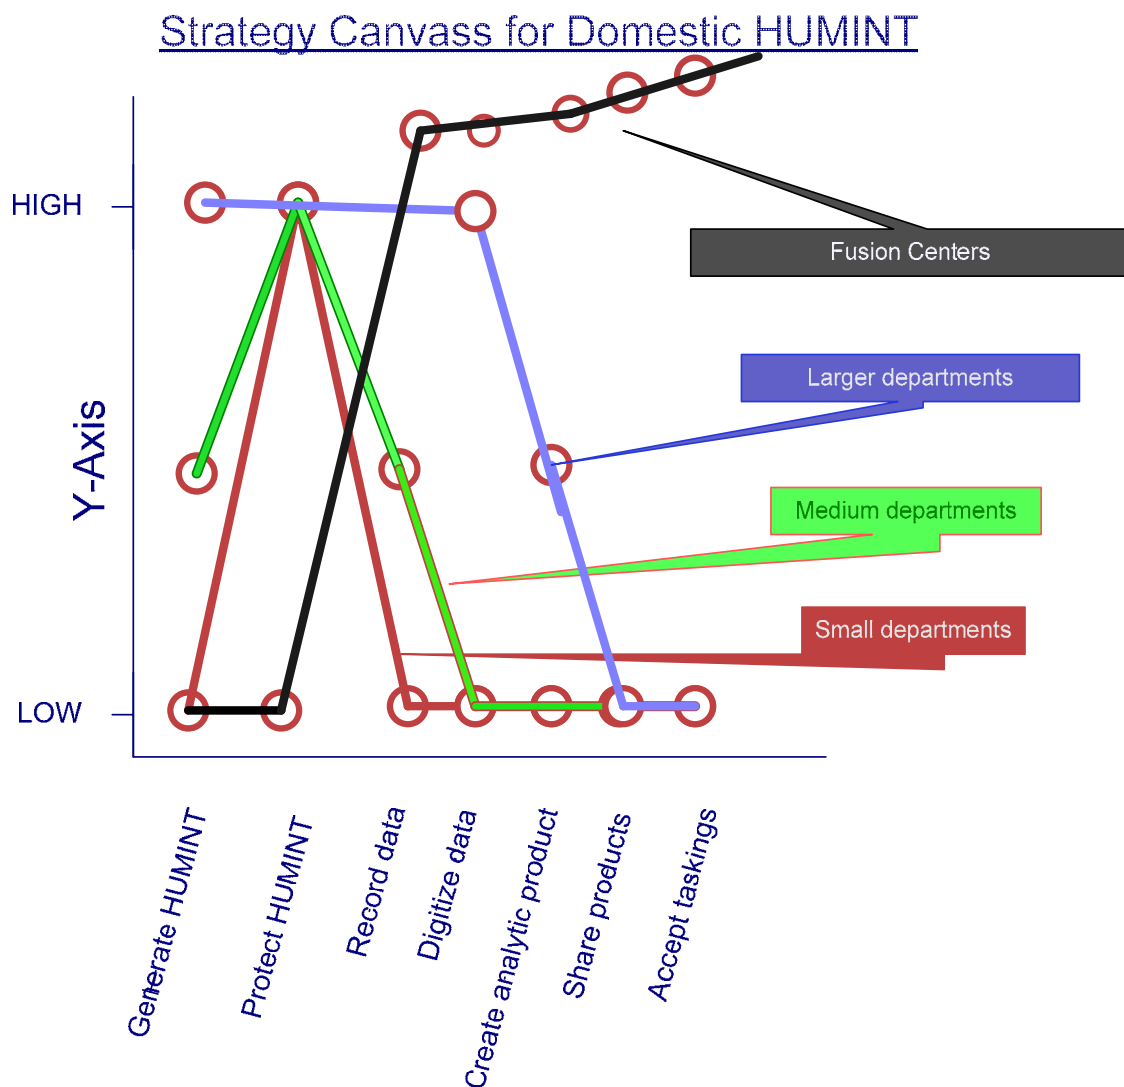 Strategy Canvass for Domestic HUMINT
HIGH
Fusion Centers
Larger departments
Y-Axis
Medium departments
Small departments
LOW
Generate HUMINT
Protect HUMINT
Record data
Digitize data
Create analytic product
Share products
Accept taskings